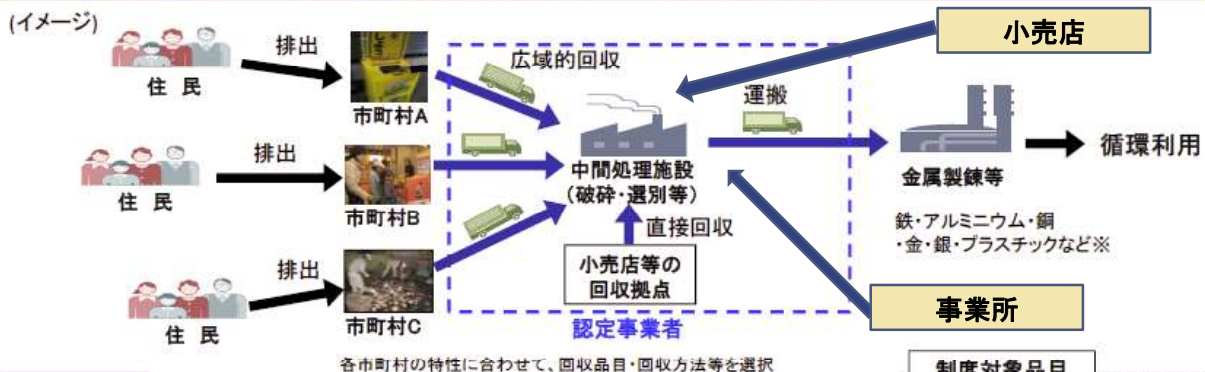 (イメージ)
住 民
排出
市町村A
広域的回収
小売店
運搬
住 民
排出
市町村B
中間処理施設
(破砕・選別等)
金属製錬等
循環利用
鉄・アルミニウム・銅
・金・銀・プラスチックなど※
住 民
排出
市町村C
直接回収
小売店等の
回収拠点
認定事業者
事業所
各市町村の特性に合わせて、回収品目・回収方法等を選択
制度対象品目